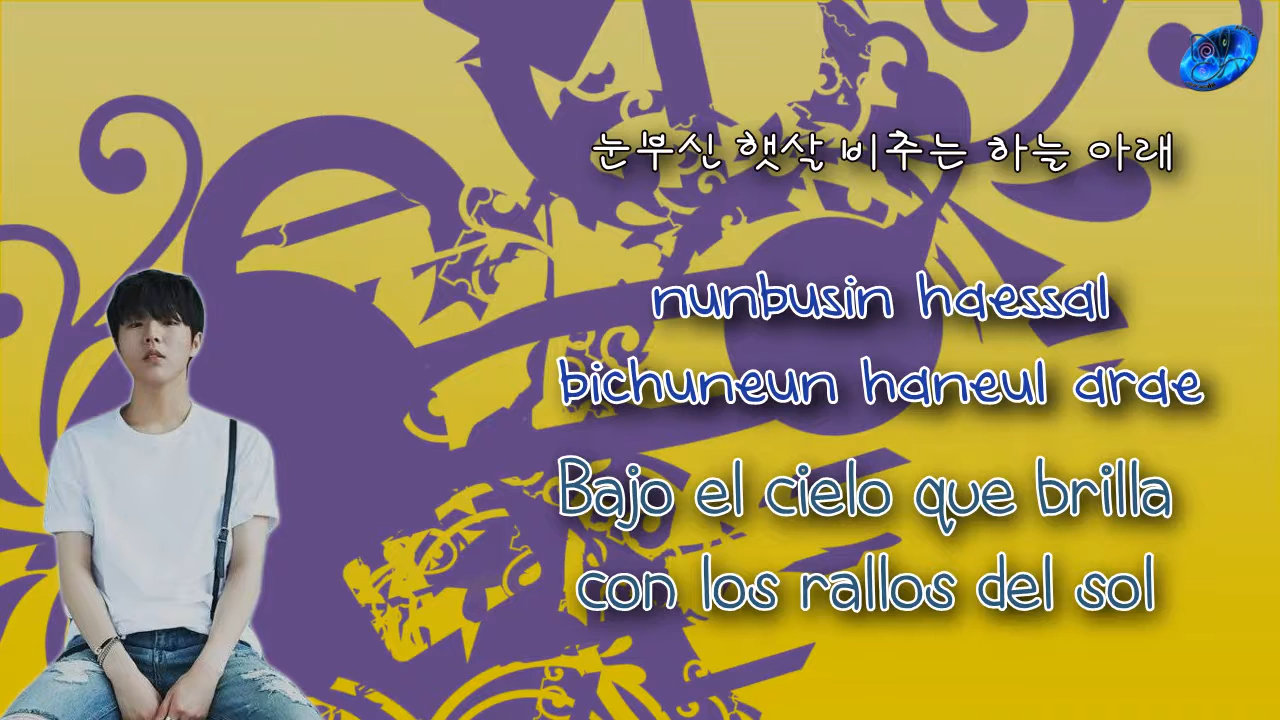 눈부신 햇살 비추는 하늘 아래
nunbusin haessal
bichuneun haneul arae
Bajo el cielo que brilla
con los rallos del sol